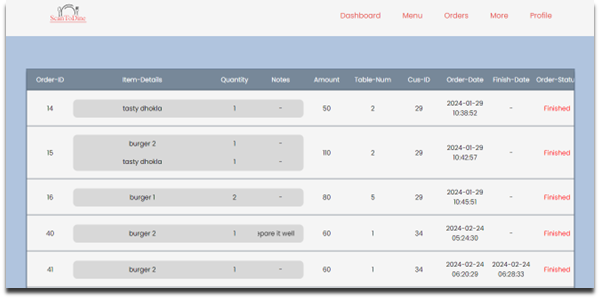 ScanToDine
Dashboard Menu Orders More Profile
Order-ID Item-Details Quantity Notes Amount Table-Num Cus-ID Order-Date Finish-Date Order-Statu
14 tasty dhokla 1 - 50 2 29 2024-01-29 10:38:52 - Finished
15 burger 2 1 - 110 2 29 2024-01-29 10:42:57 - Finished
tasty dhokla 1 -
16 burger 1 2 - 80 5 29 2024-01-29 10:45:51 - Finished
40 burger 2 1 epare it well 60 1 34 2024-02-24 05:24:30 - Finished
41 burger 2 1 - 60 1 34 2024-02-24 06:20:29 2024-02-24 06:28:33 Finished